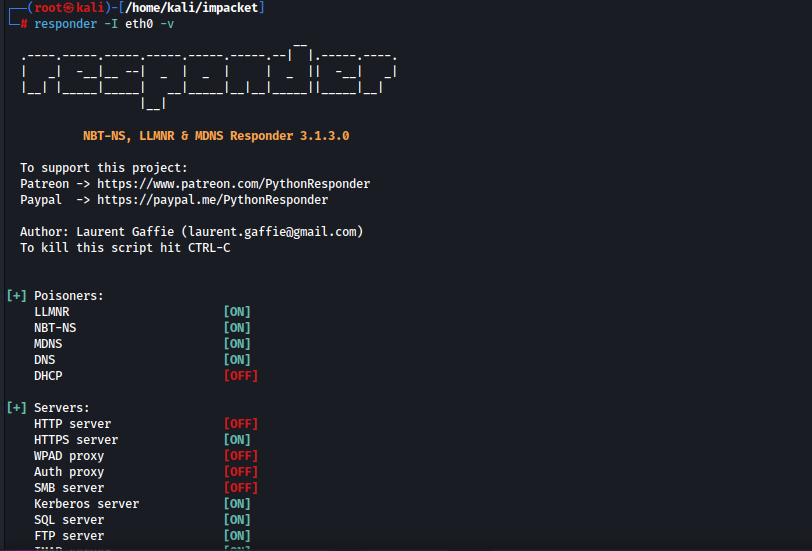 (root㉿kali)-[/home/kali/impacket]
# responder -I eth0 -v
NBT-NS, LLMNR & MDNS Responder 3.1.3.0
To support this project:
Patreon -> https://www.patreon.com/PythonResponder
Paypal  -> https://paypal.me/PythonResponder
Author: Laurent Gaffie (laurent.gaffie@gmail.com)
To kill this script hit CTRL-C
[+] Poisoners:
LLMNR [ON]
NBT-NS [ON]
MDNS [ON]
DNS [ON]
DHCP [OFF]
[+] Servers:
HTTP server [OFF]
HTTPS server [ON]
WPAD proxy [OFF]
Auth proxy [OFF]
SMB server [OFF]
Kerberos server [ON]
SQL server [ON]
FTP server [ON]